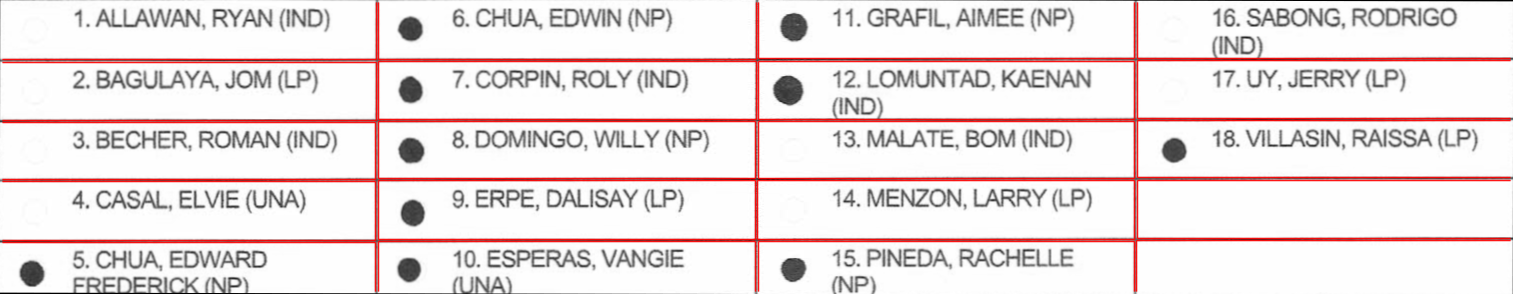 1. ALLAWAN, RYAN (IND)
2. BAGULAYA, JOM (LP)
3. BECHER, ROMAN (IND)
4. CASAL, ELVIE (UNA)
5. CHUA, EDWARD
FREDERICK (NP)
6. CHUA, EDWIN (NP)
7. CORPIN, ROLY (IND)
8. DOMINGO, WILLY (NP)
9. ERPE, DALISAY (LP)
10. ESPERAS, VANGIE
(UNA)
11. GRAFIL, AIMEE (NP)
12. LOMUNTAD, KAENAN
(IND)
13. MALATE, BOM (IND)
14. MENZON, LARRY (LP)
15. PINEDA, RACHELLE
(NP)
16. SABONG, RODRIGO
(IND)
17. UY, JERRY (LP)
18. VILLASIN, RAISSA (LP)